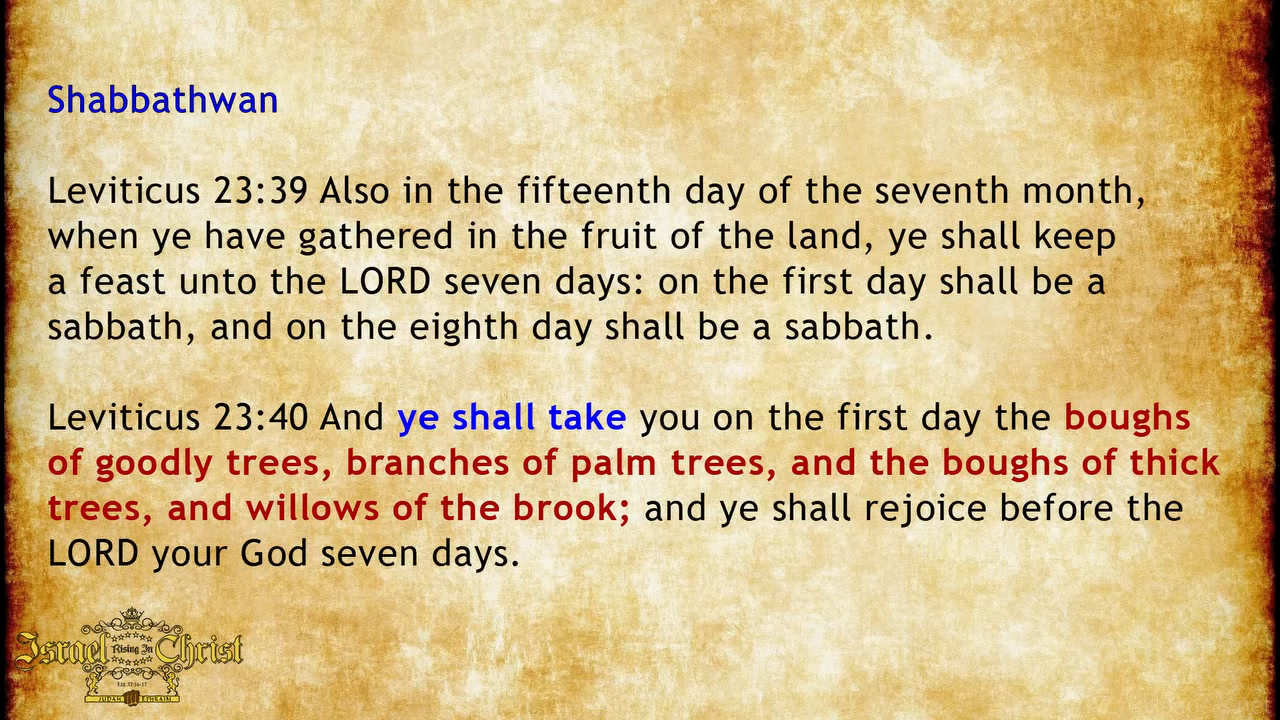 Shabbathwan
Leviticus 23:39 Also in the fifteenth day of the seventh month,
when ye have gathered in the fruit of the land, ye shall keep
a feast unto the LORD seven days: on the first day shall be a
sabbath, and on the eighth day shall be a sabbath.
Leviticus 23:40 And ye shall take you on the first day the boughs
of goodly trees, branches of palm trees, and the boughs of thick
trees, and willows of the brook; and ye shall rejoice before the
LORD your God seven days.
Israel Rising In Christ
JUDAH EPHRAIM